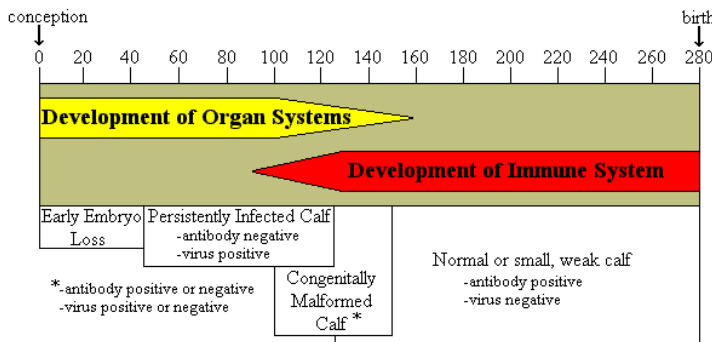 conception
birth
0 20 40 60 80 100 120 140 160 180 200 220 240 260 280
Development of Organ Systems
Development of Immune System
Early Embryo
Loss
Persistently Infected Calf
-antibody negative
-virus positive
*-antibody positive or negative
-virus positive or negative
Congenitally
Malformed
Calf *
Normal or small, weak calf
-antibody positive
-virus negative